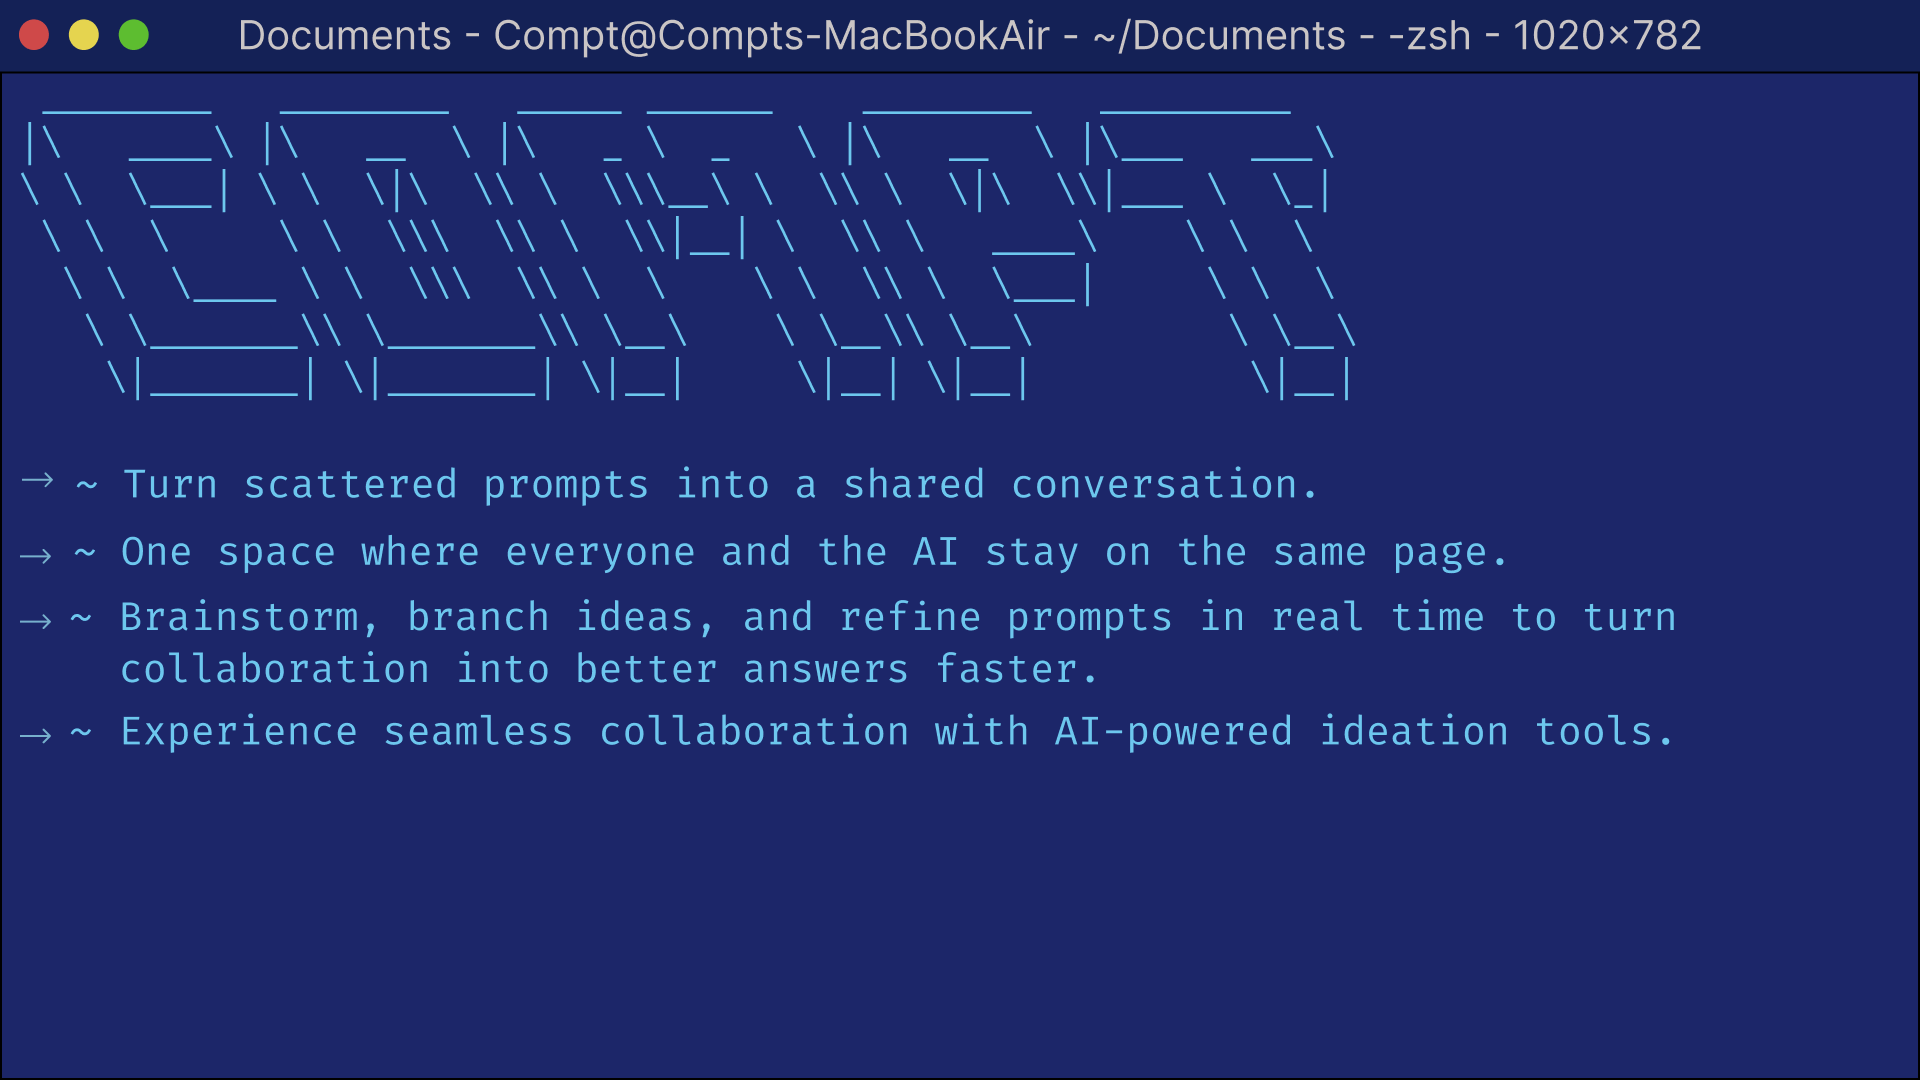 Documents - Compt@Compts-MacBookAir - ~/Documents - -zsh - 1020×782
COMPT
→ ~ Turn scattered prompts into a shared conversation.
→ ~ One space where everyone and the AI stay on the same page.
→ ~ Brainstorm, branch ideas, and refine prompts in real time to turn
collaboration into better answers faster.
→ ~ Experience seamless collaboration with AI-powered ideation tools.